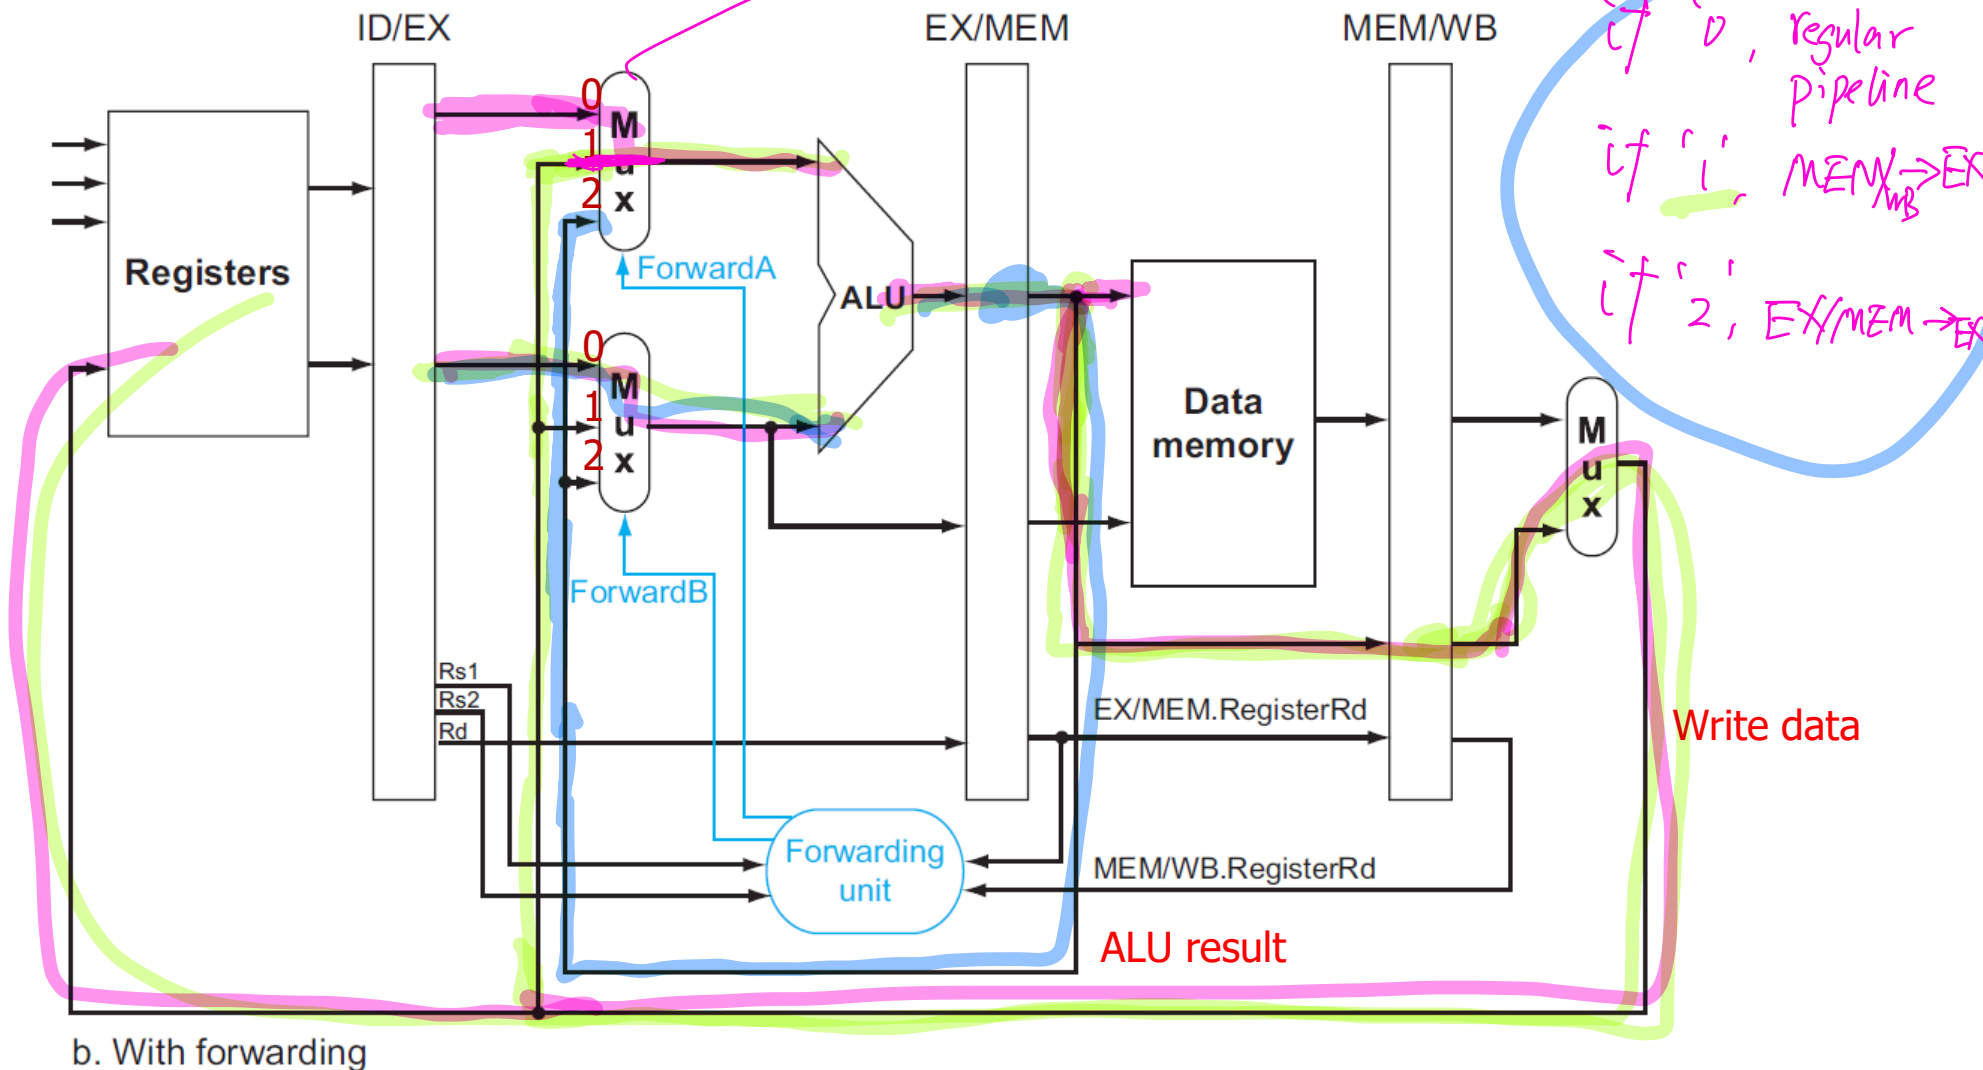 ID/EX
EX/MEM
MEM/WB
if '0, regular
pipeline
if '1', MEM/WB→EX
if '2', EX/MEM→EX
0
1
2
M
u
x
Registers
ForwardA
ALU
0
1
2
M
u
x
Data
memory
M
u
x
ForwardB
Rs1
Rs2
Rd
EX/MEM.RegisterRd
Write data
Forwarding
unit
MEM/WB.RegisterRd
ALU result
b. With forwarding